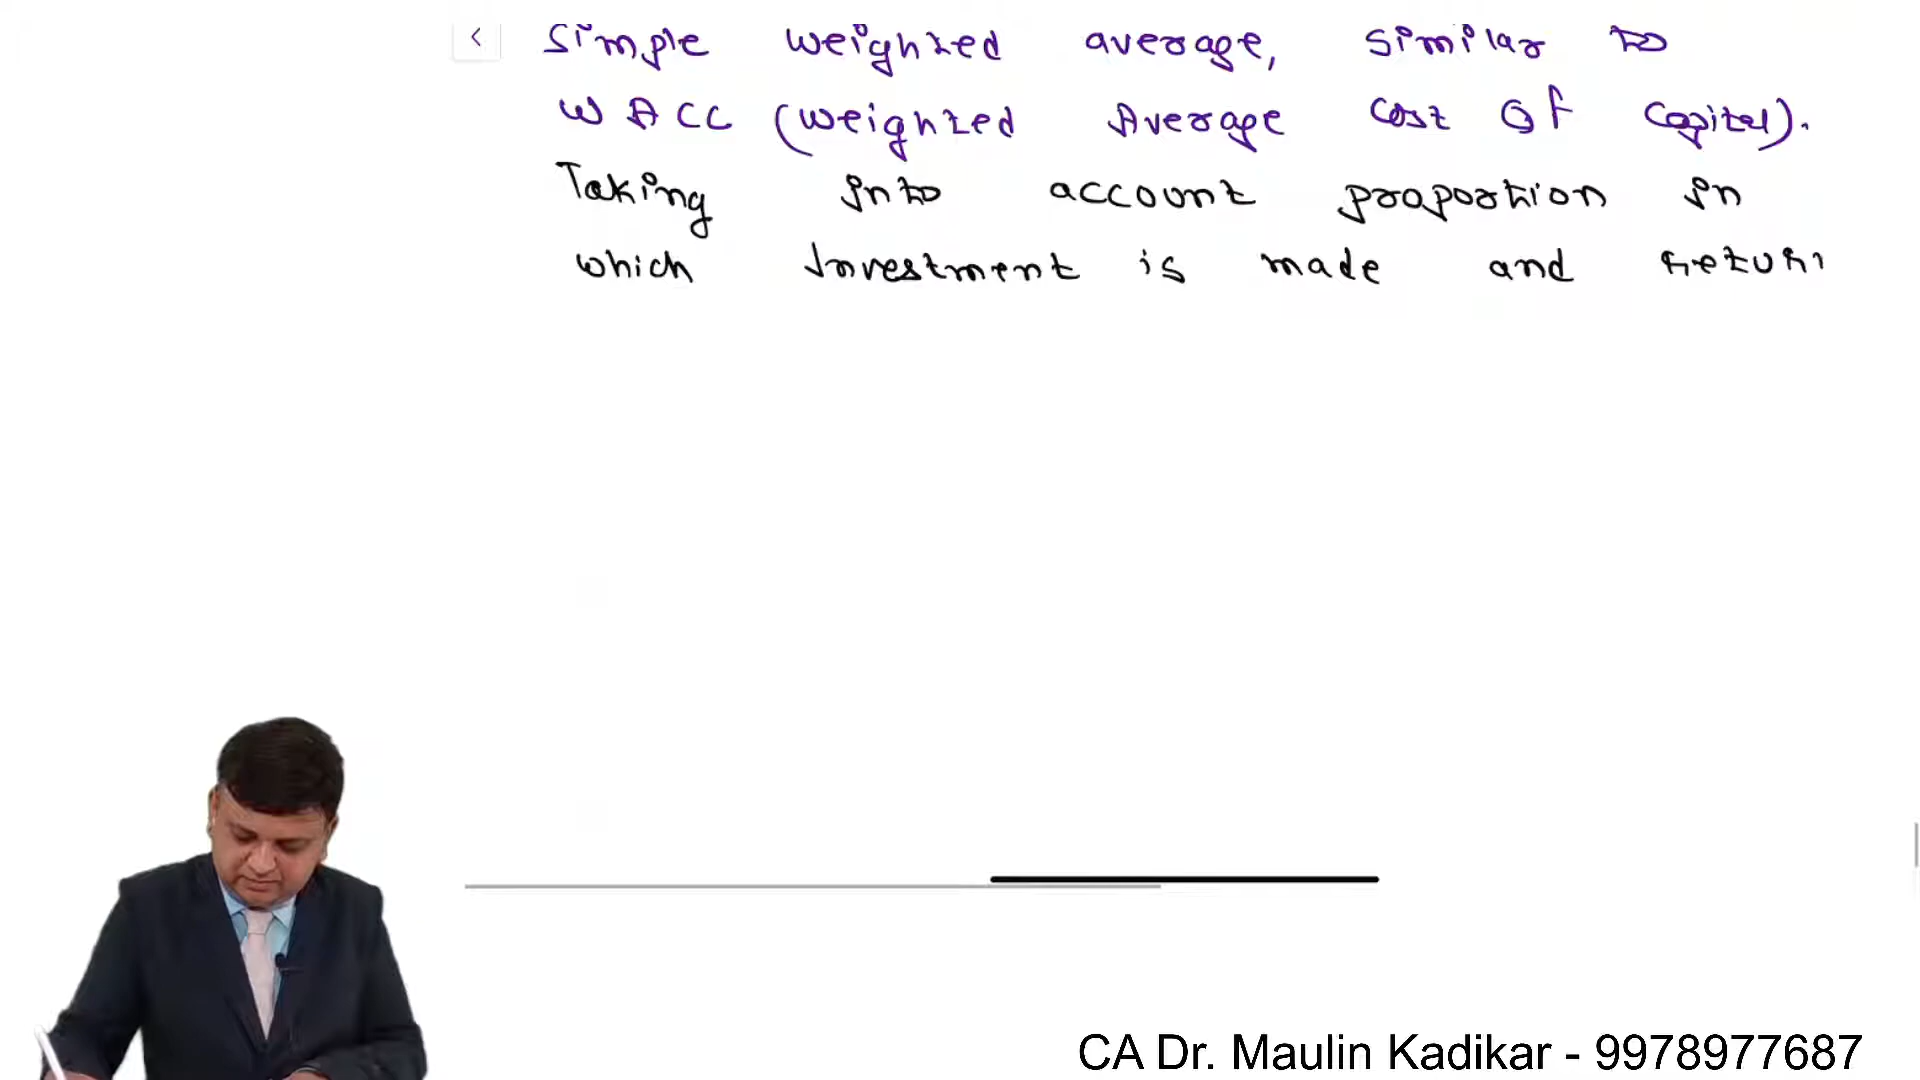 Simple weighted average, similar to
WACC (Weighted Average Cost Of Capital).
Taking into account proportion in
which Investment is made and return
CA Dr. Maulin Kadikar - 9978977687